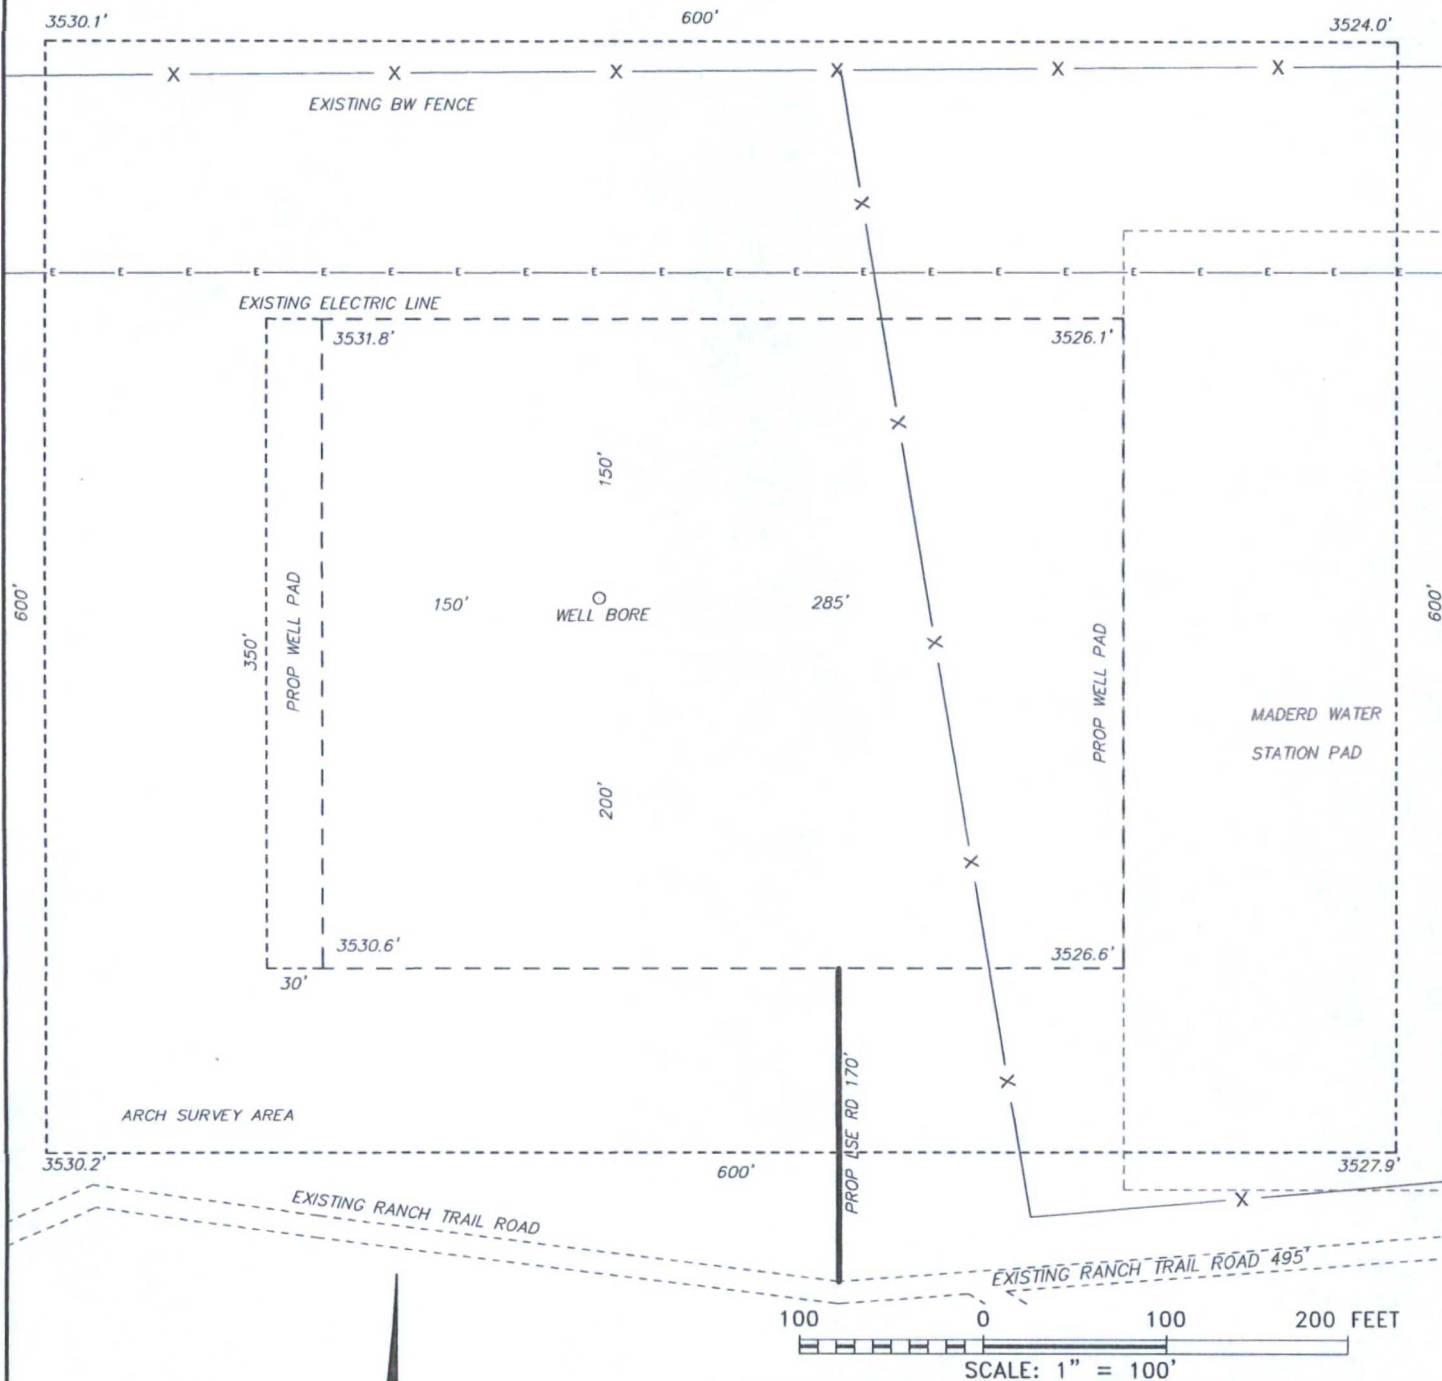 3530.1'
600'
3524.0'
X X X X X X
EXISTING BW FENCE
X
E E E E E E E E E E E E E E E E E E E E E
EXISTING ELECTRIC LINE
3531.8'
3526.1'
X
150'
600'
350'
PROP WELL PAD
150'
WELL BORE
285'
X
PROP WELL PAD
600'
MADERD WATER
STATION PAD
200'
X
3530.6'
3526.6'
30'
PROP LSE RD 170'
X
ARCH SURVEY AREA
3530.2'
600'
3527.9'
EXISTING RANCH TRAIL ROAD
X
EXISTING RANCH TRAIL ROAD 495'
100 0 100 200 FEET
SCALE: 1" = 100'